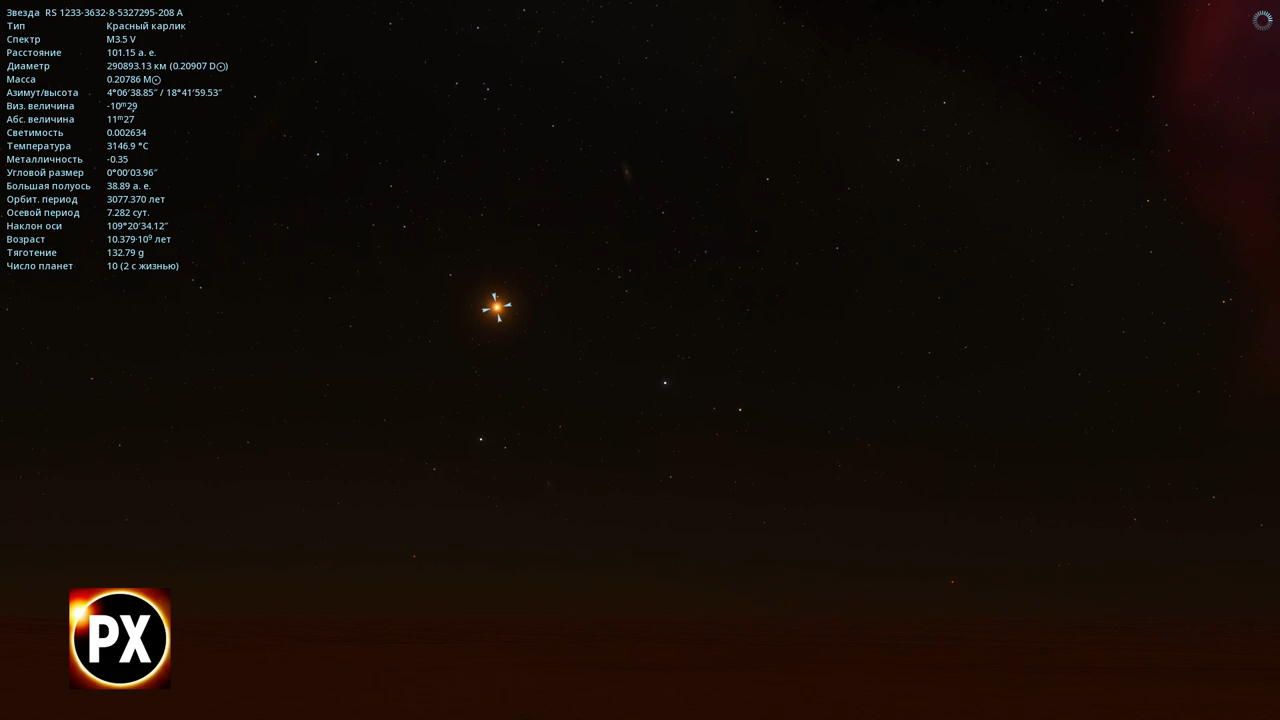 Звезда RS 1233-3632-8-5327295-208 A
Тип Красный карлик
Спектр M3.5 V
Расстояние 101.15 а. е.
Диаметр 290893.13 км (0.20907 D☉)
Масса 0.20786 M☉
Азимут/высота 4°06′38.85″ / 18°41′59.53″
Виз. величина -10ᵐ29
Абс. величина 11ᵐ27
Светимость 0.002634
Температура 3146.9 °C
Металличность -0.35
Угловой размер 0°00′03.96″
Большая полуось 38.89 а. е.
Орбит. период 3077.370 лет
Осевой период 7.282 сут.
Наклон оси 109°20′34.12″
Возраст 10.379·10⁹ лет
Тяготение 132.79 g
Число планет 10 (2 с жизнью)
PX